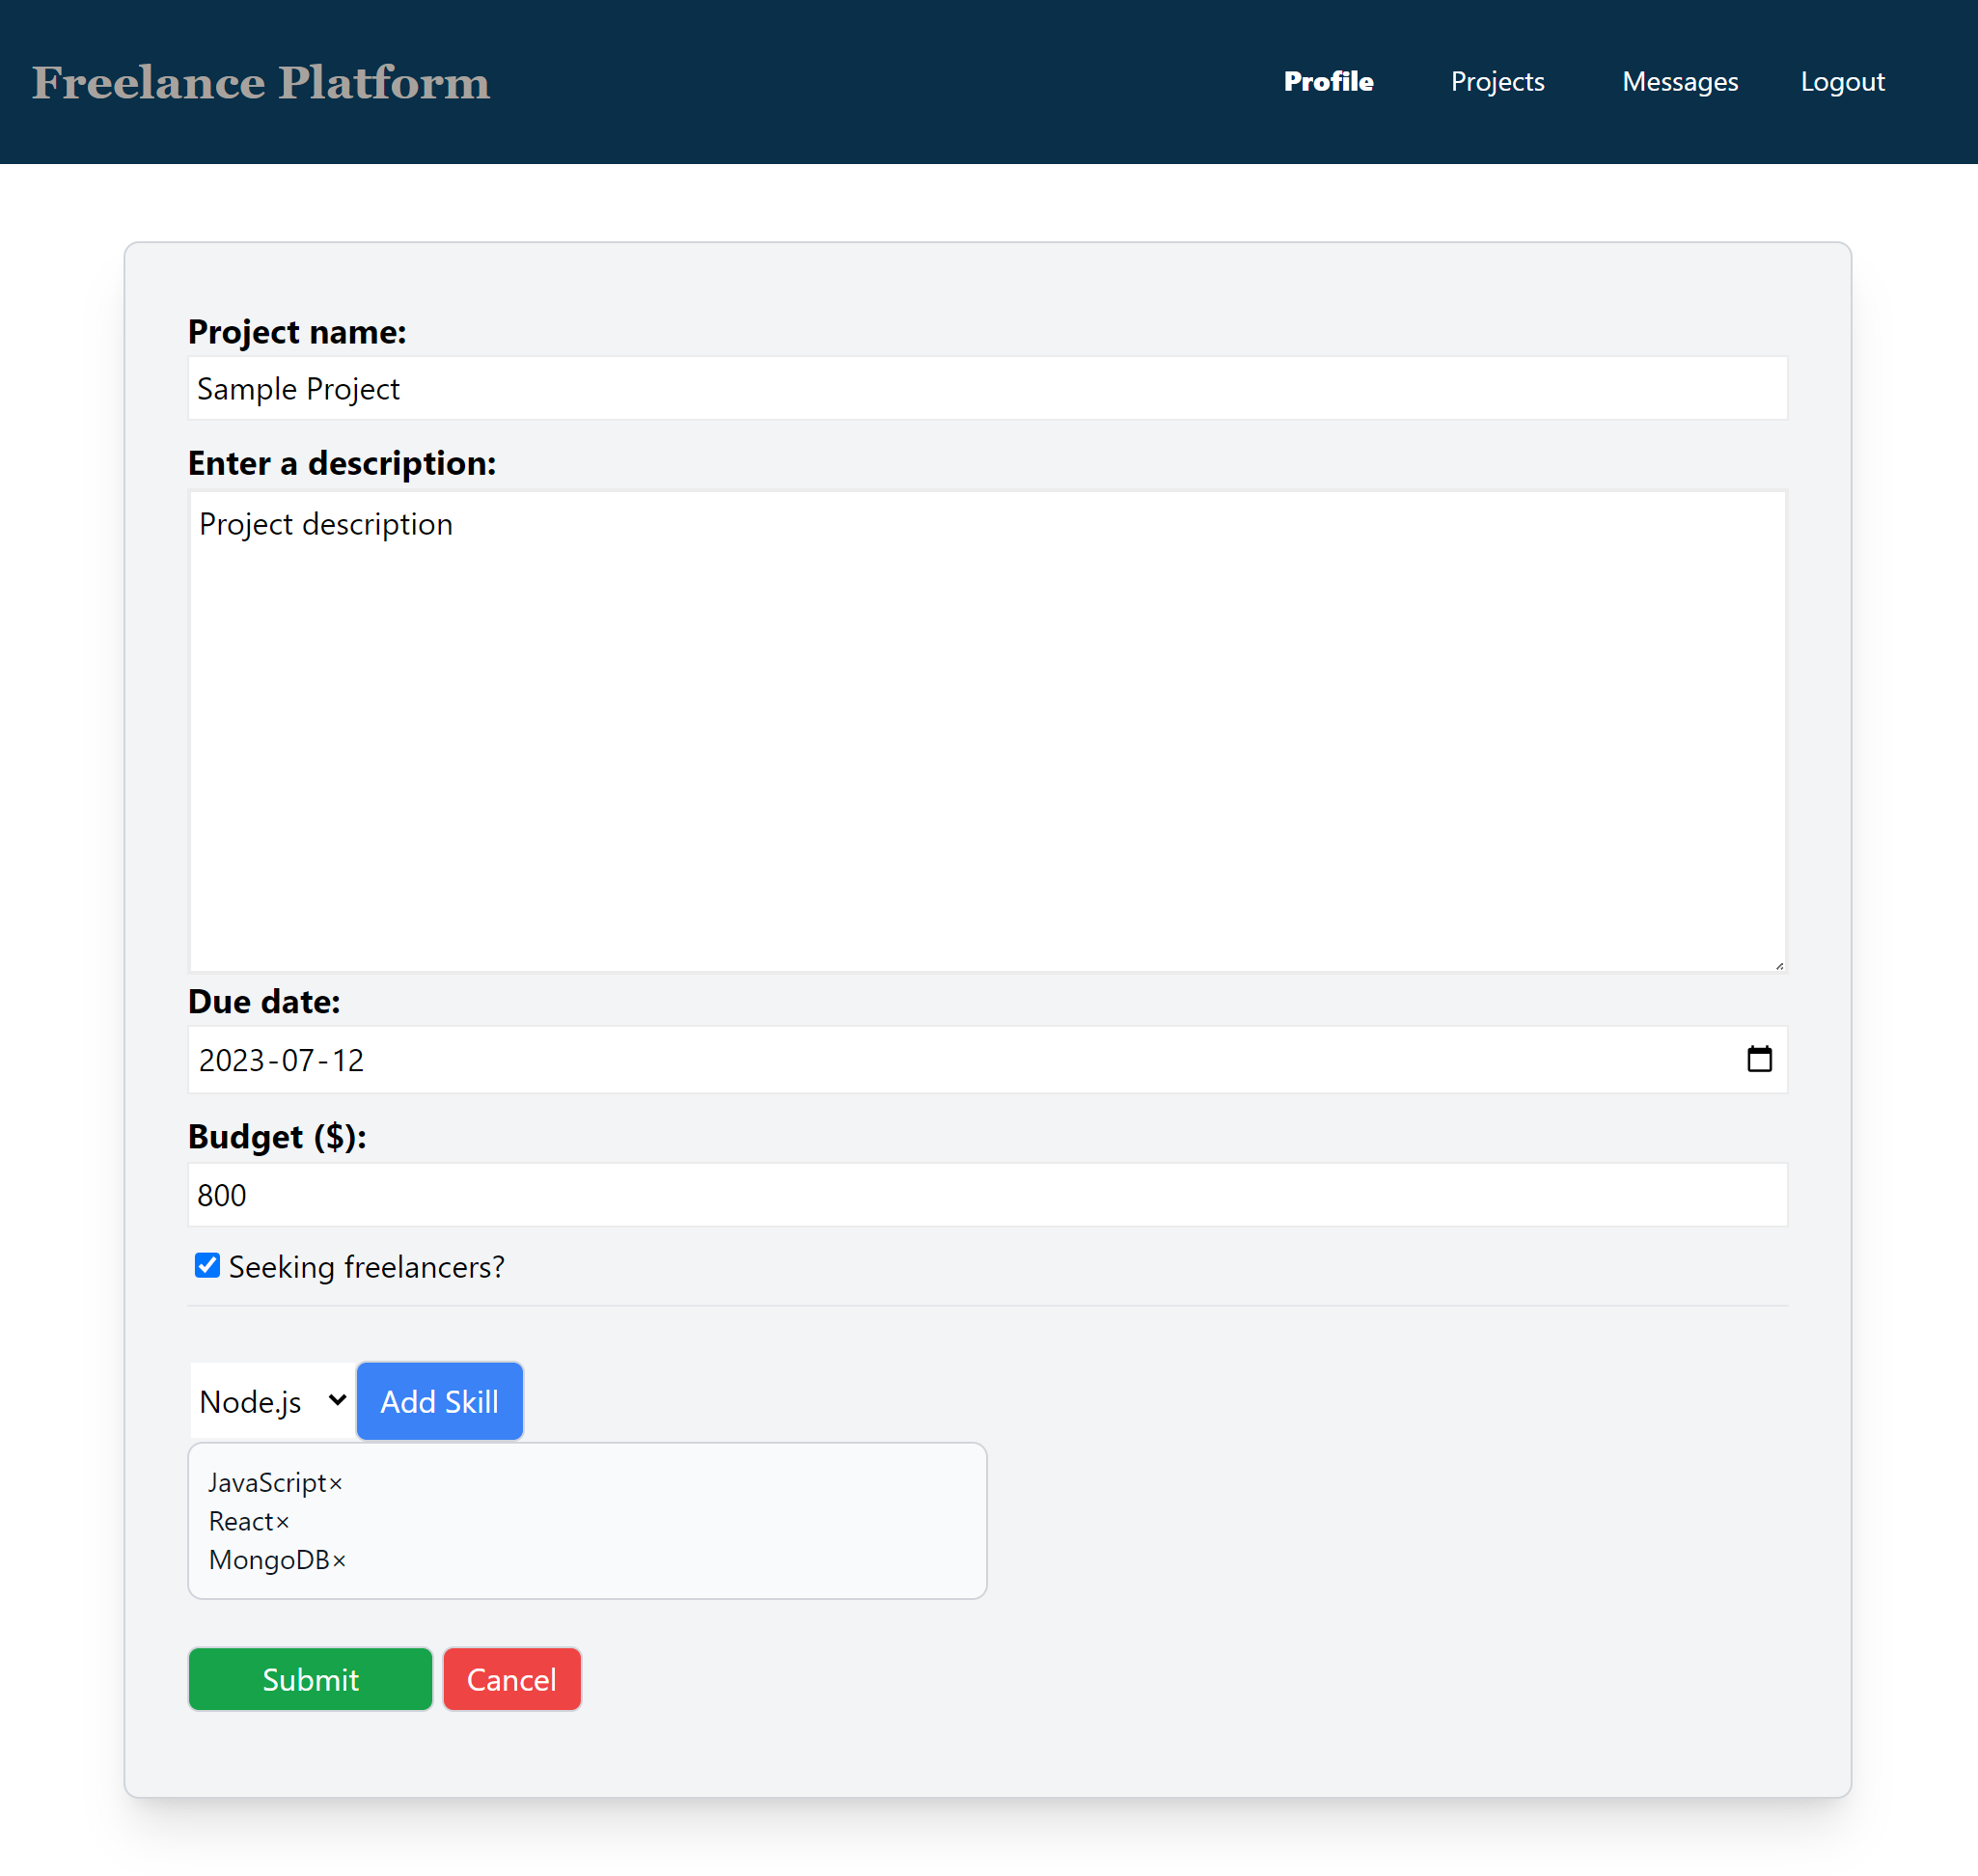 Freelance Platform Profile Projects Messages Logout
Project name:
Sample Project
Enter a description:
Project description
Due date:
2023-07-12
Budget ($):
800
Seeking freelancers?
Node.js Add Skill
JavaScript×
React×
MongoDB×
Submit Cancel